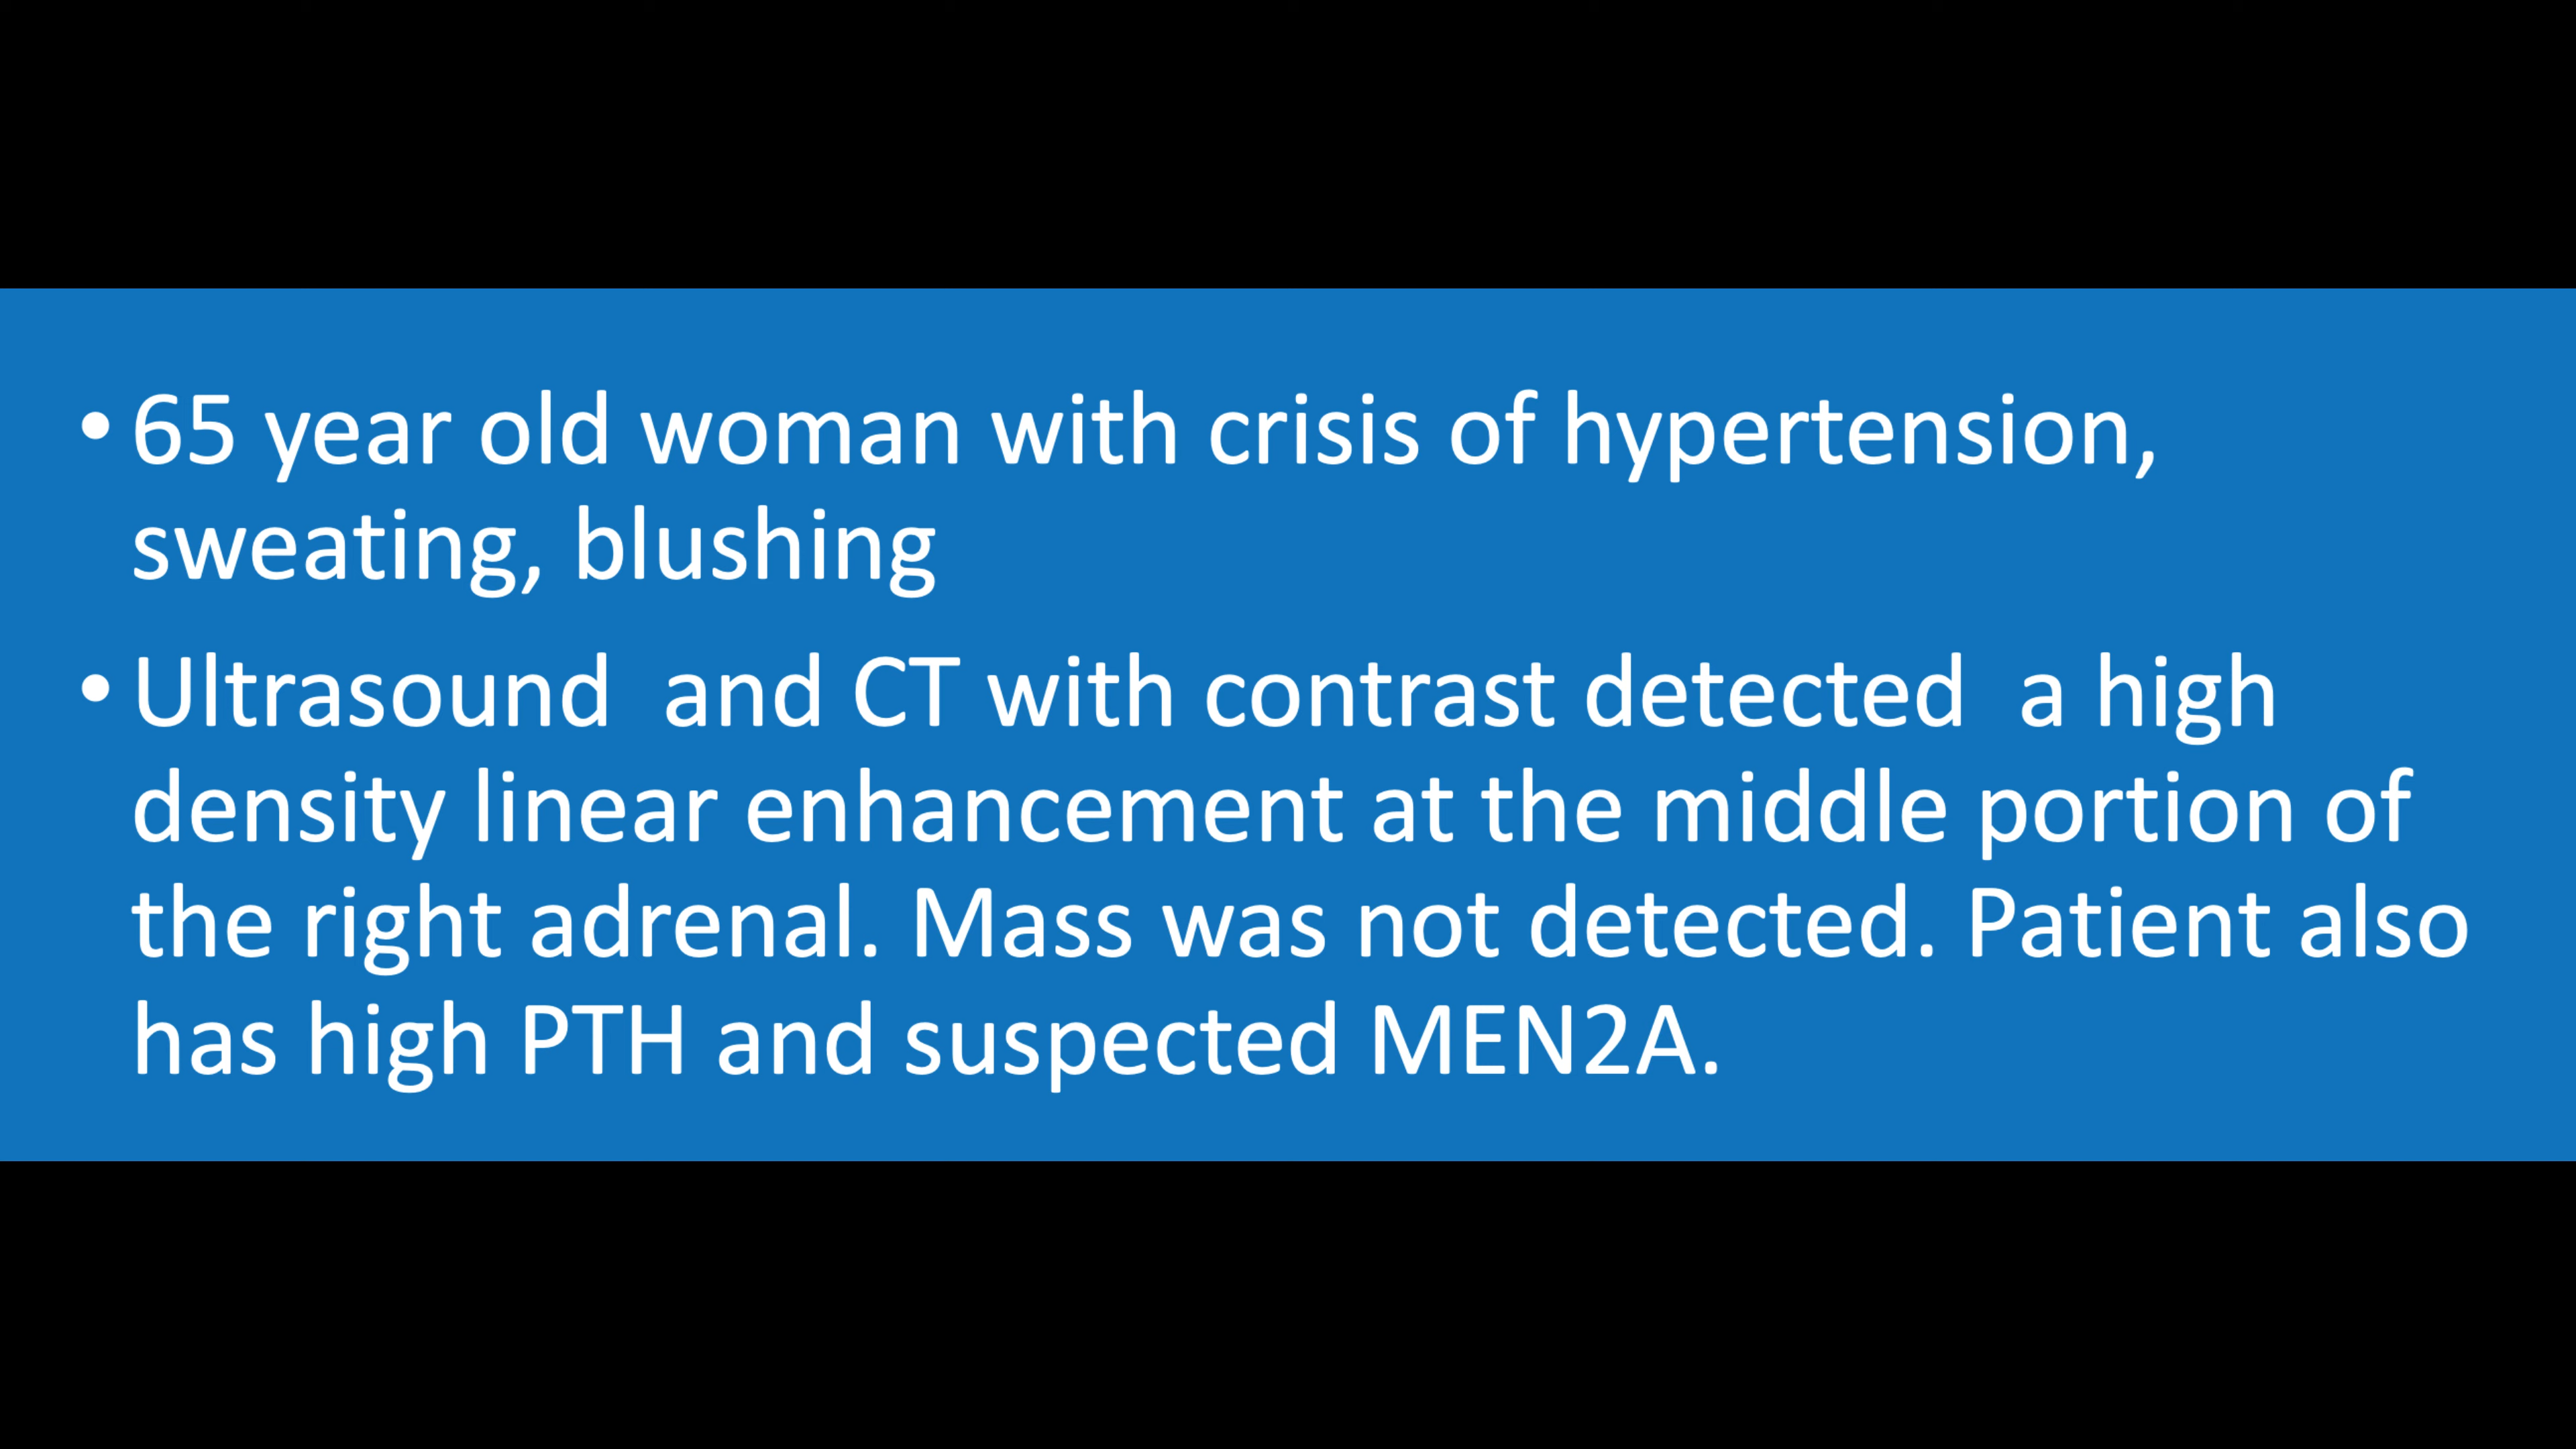 • 65 year old woman with crisis of hypertension,
sweating, blushing
• Ultrasound  and CT with contrast detected  a high
density linear enhancement at the middle portion of
the right adrenal. Mass was not detected. Patient also
has high PTH and suspected MEN2A.